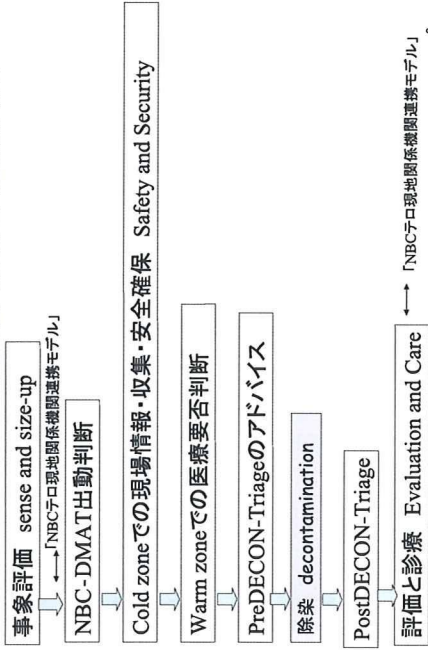 事象評価 sense and size-up
「NBCテロ現地関係機関連携モデル」
NBC-DMAT出動判断
Cold zoneでの現場情報・収集・安全確保 Safety and Security
Warm zoneでの医療要否判断
PreDECON-Triageのアドバイス
除染 decontamination
PostDECON-Triage
評価と診療 Evaluation and Care
「NBCテロ現地関係機関連携モデル」